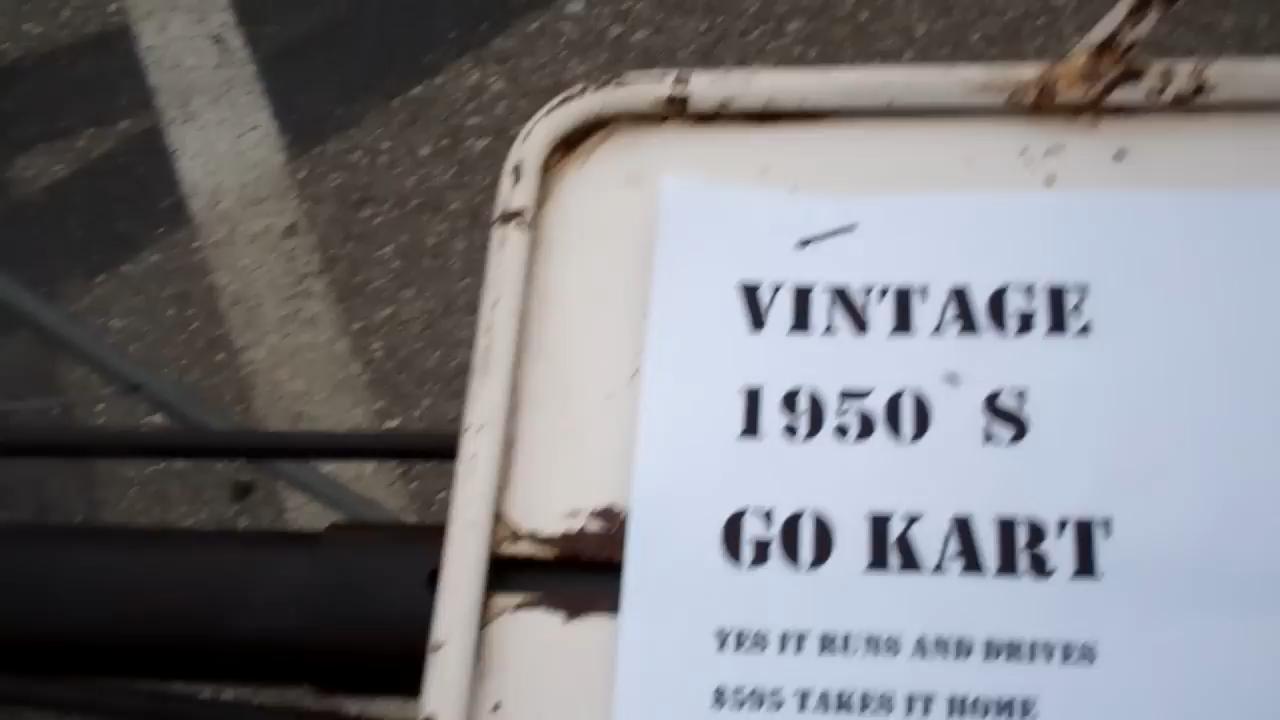 VINTAGE
1950`S
GO KART
YES IT RUNS AND DRIVES
TAKES IT HOME